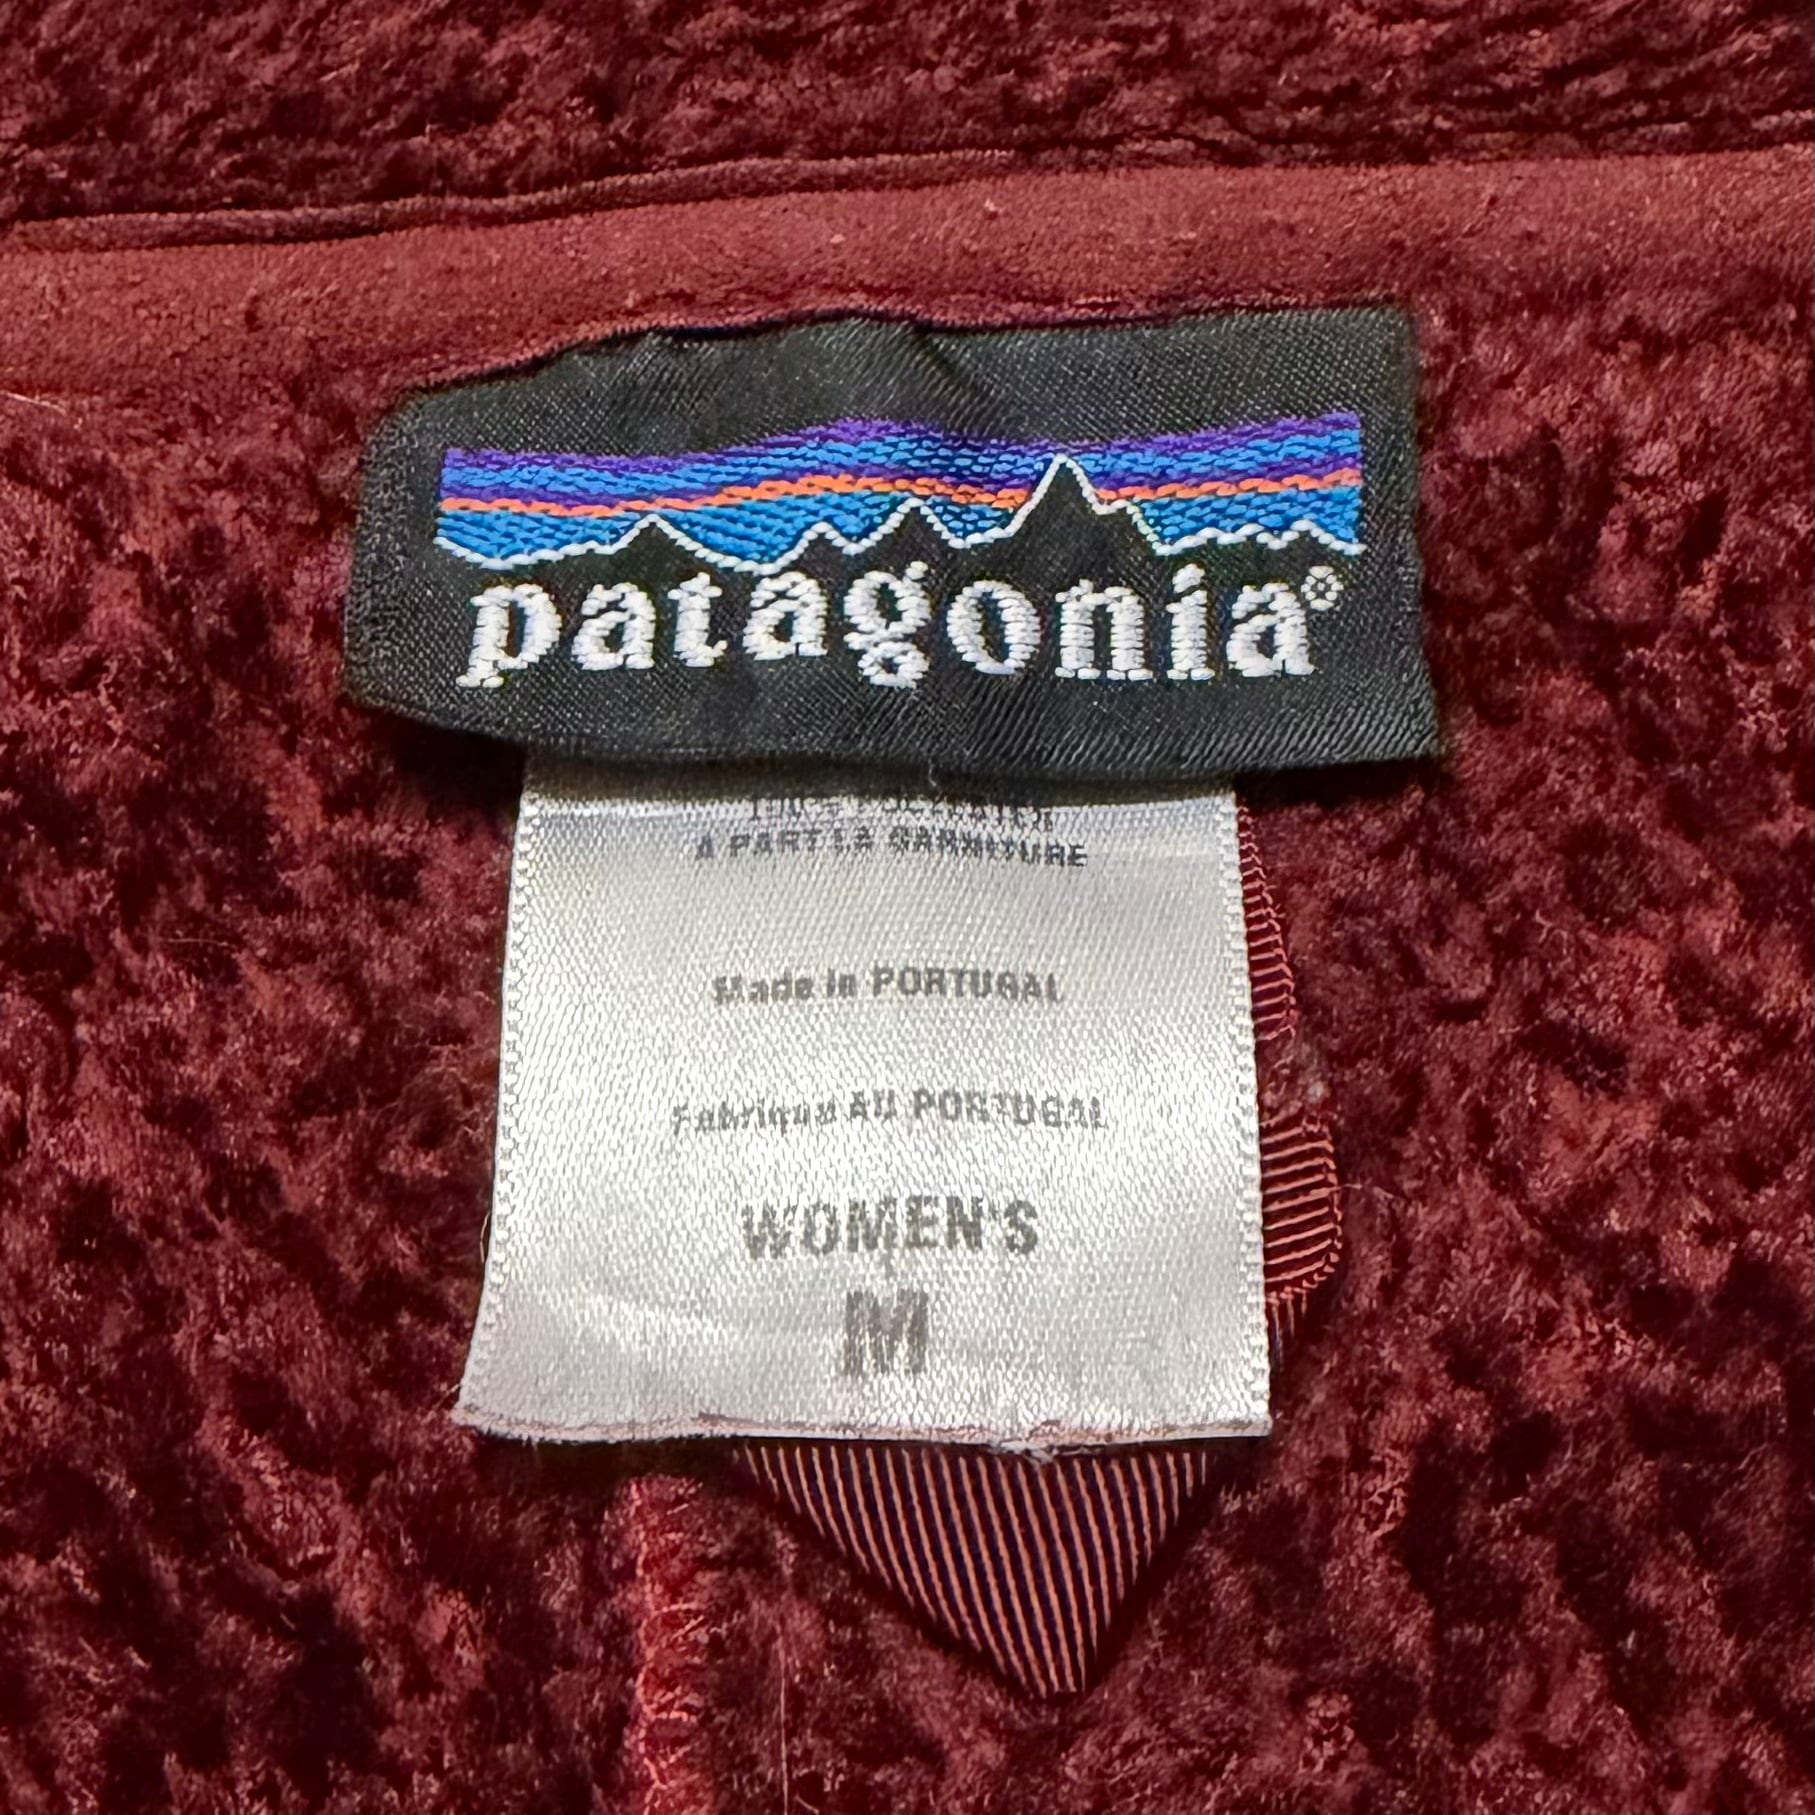 patagonia®
A PART LA GARNITURE
Made in PORTUGAL
Fabriqué AU PORTUGAL
WOMEN'S
M